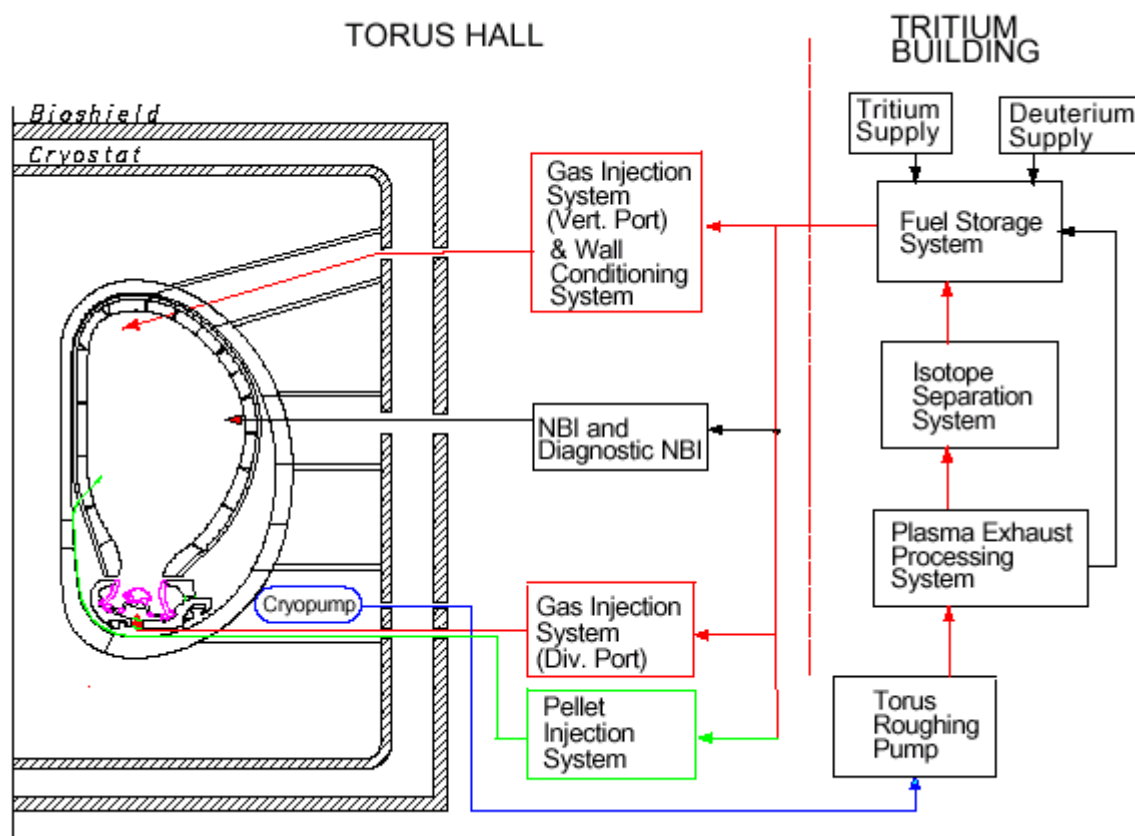 TORUS HALL
TRITIUM
BUILDING
Bioshield
Cryostat
Tritium
Supply
Deuterium
Supply
Gas Injection
System
(Vert. Port)
& Wall
Conditioning
System
Fuel Storage
System
Isotope
Separation
System
NBI and
Diagnostic NBI
Plasma Exhaust
Processing
System
Cryopump
Gas Injection
System
(Div. Port)
Pellet
Injection
System
Torus
Roughing
Pump